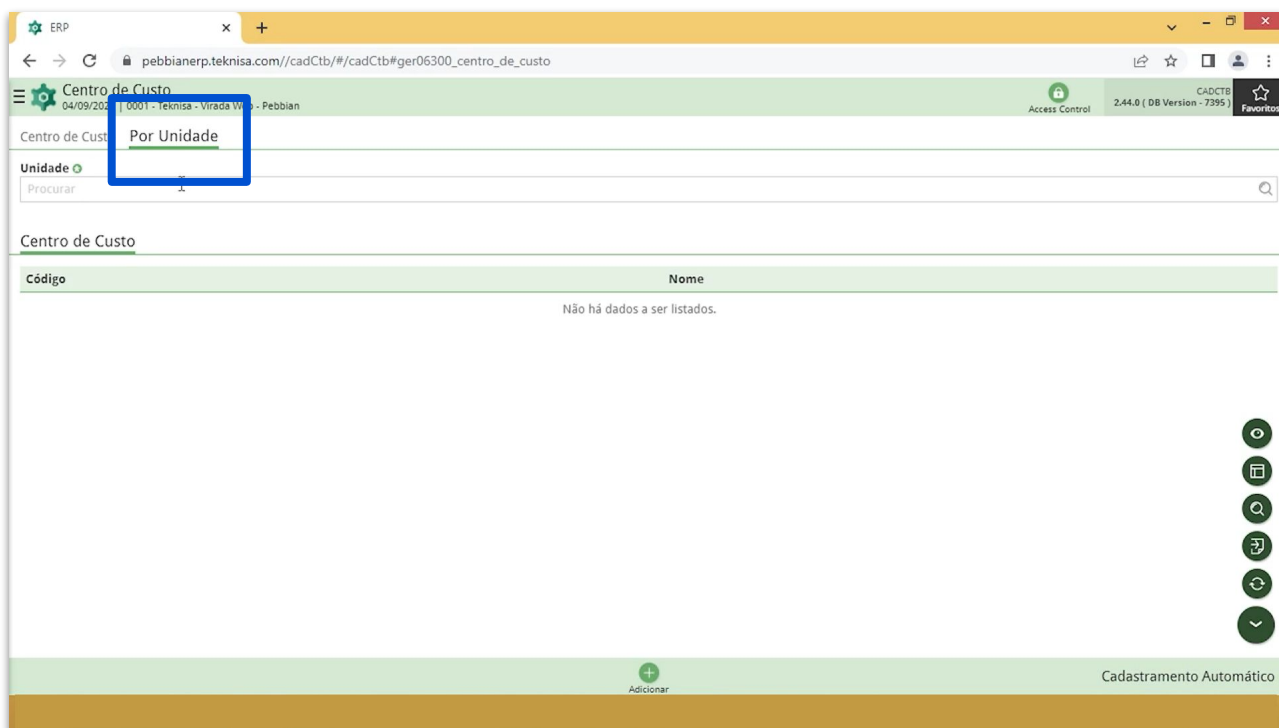 ERP
pebbianerp.teknisa.com//cadCtb/#/cadCtb#ger06300_centro_de_custo
Centro de Custo
04/09/202 | 0001 - Teknisa - Virada W - Pebbian
Access Control
CADCTB
2.44.0 ( DB Version - 7395 )
Favoritos
Centro de Cust Por Unidade
Unidade
Procurar
Centro de Custo
Código Nome
Não há dados a ser listados.
Adicionar
Cadastramento Automático